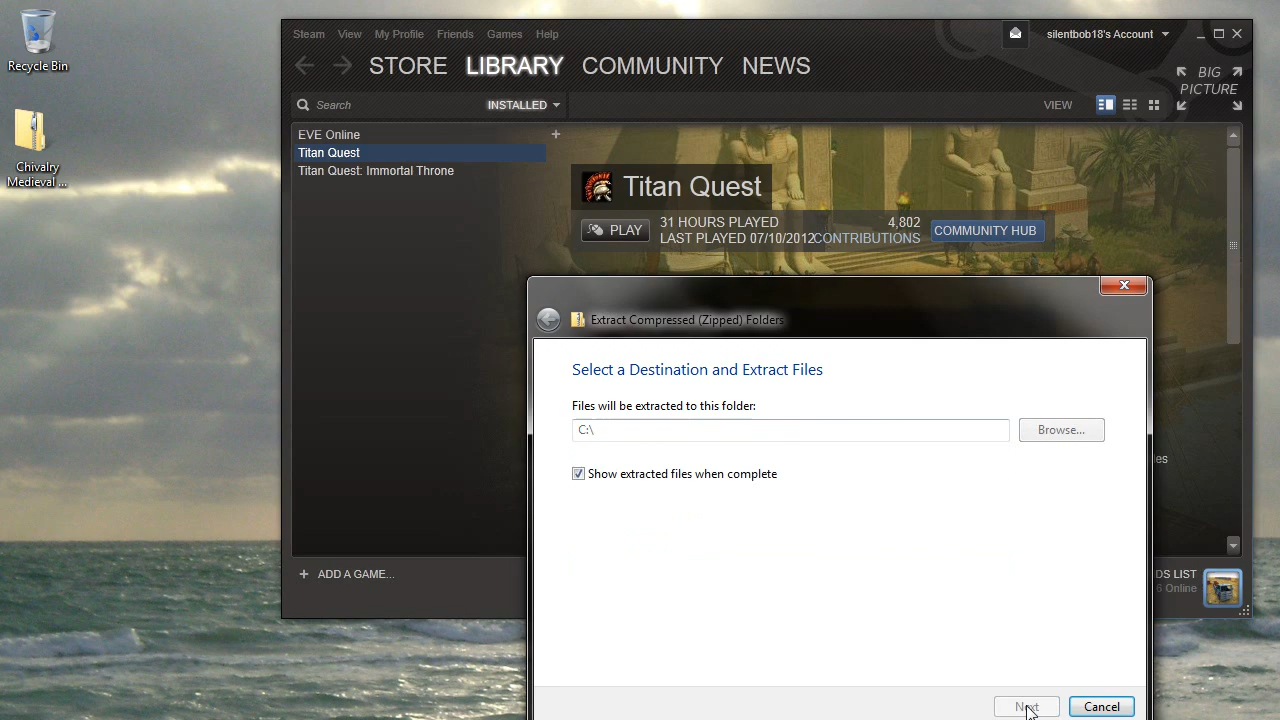 Recycle Bin
Chivalry
Medieval ...
Steam View My Profile Friends Games Help
silentbob18's Account
STORE LIBRARY COMMUNITY NEWS
BIG
PICTURE
Search INSTALLED VIEW
EVE Online
Titan Quest
Titan Quest: Immortal Throne
Titan Quest
PLAY
31 HOURS PLAYED
LAST PLAYED 07/10/2012
4,802
CONTRIBUTIONS
COMMUNITY HUB
Extract Compressed (Zipped) Folders
Select a Destination and Extract Files
Files will be extracted to this folder:
C:\ Browse...
Show extracted files when complete
es
+ ADD A GAME...
DS LIST
6 Online
Next Cancel